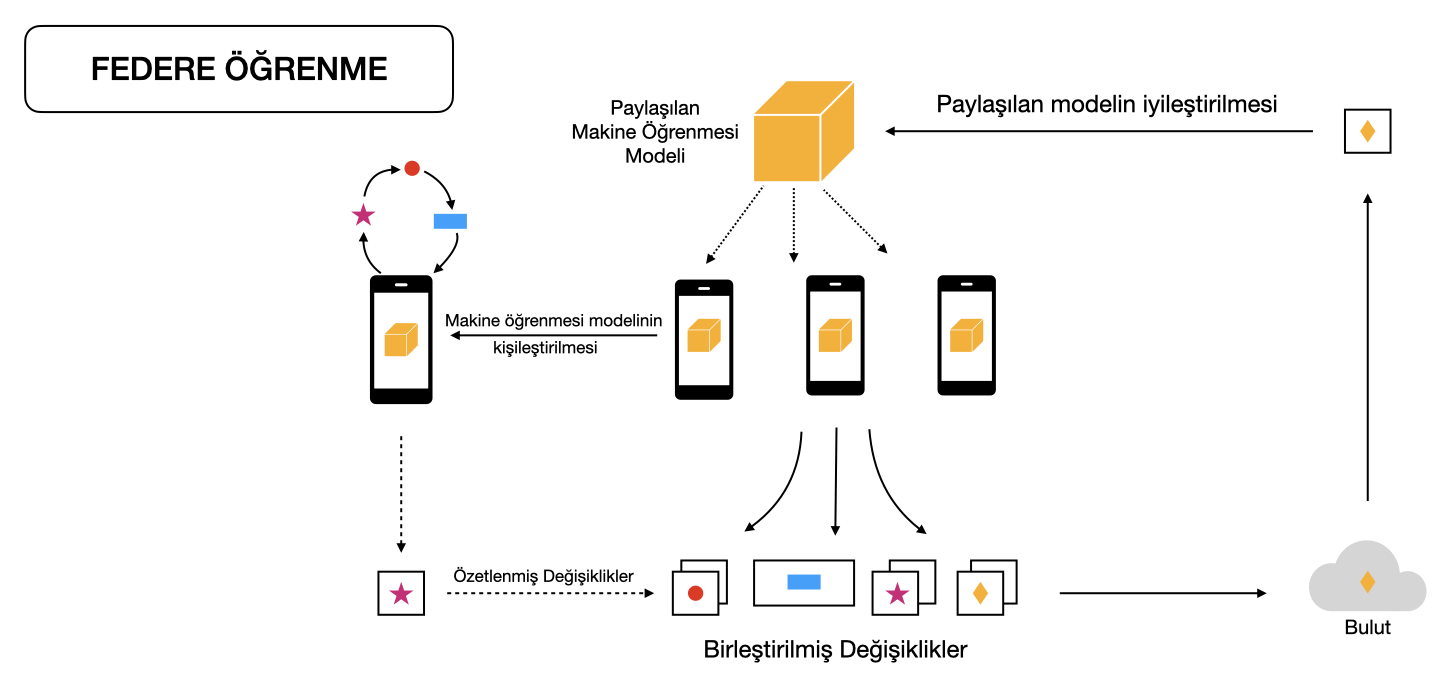 FEDERE ÖĞRENME
Paylaşılan
Makine Öğrenmesi
Modeli
Paylaşılan modelin iyileştirilmesi
Makine öğrenmesi modelinin
kişileştirilmesi
Özetlenmiş Değişiklikler
Birleştirilmiş Değişiklikler
Bulut